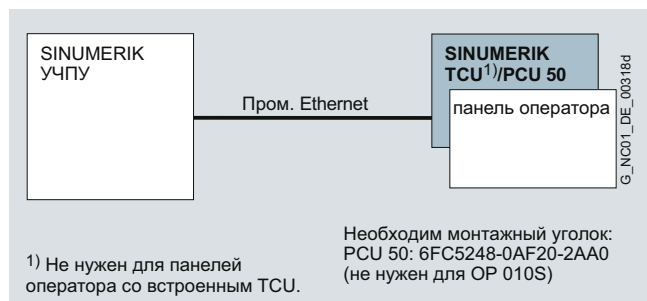 SINUMERIK
УЧПУ
Пром. Ethernet
SINUMERIK
TCU1)/PCU 50
панель оператора
G_NC01_DE_00318d
1) Не нужен для панелей
оператора со встроенным TCU.
Необходим монтажный уголок:
PCU 50: 6FC5248-0AF20-2AA0
(не нужен для OP 010S)